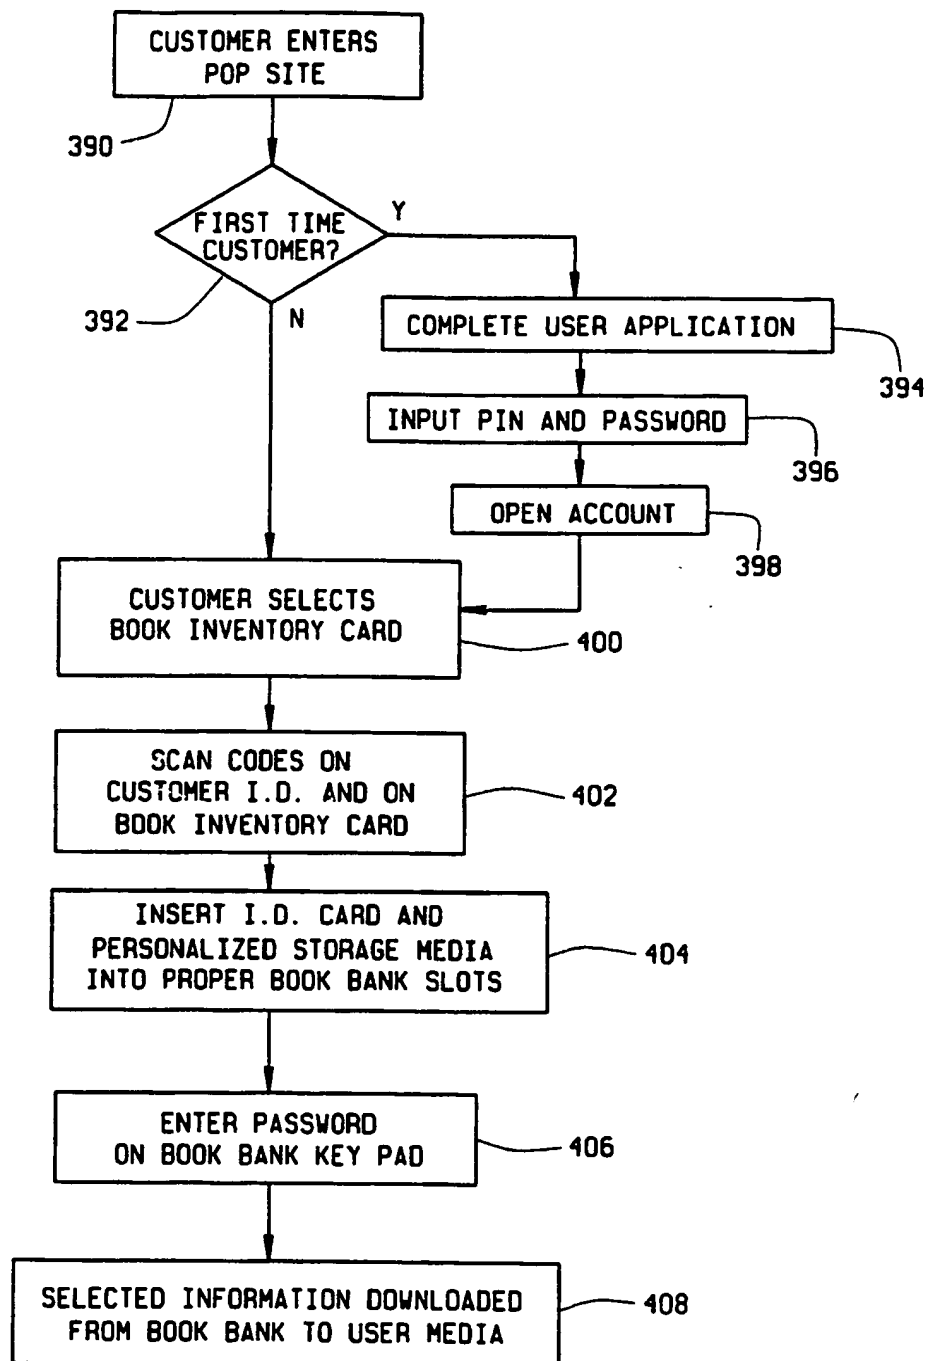 CUSTOMER ENTERS
POP SITE
390
FIRST TIME
CUSTOMER?
Y
392
N
COMPLETE USER APPLICATION
394
INPUT PIN AND PASSWORD
396
OPEN ACCOUNT
398
CUSTOMER SELECTS
BOOK INVENTORY CARD
400
SCAN CODES ON
CUSTOMER I.D. AND ON
BOOK INVENTORY CARD
402
INSERT I.D. CARD AND
PERSONALIZED STORAGE MEDIA
INTO PROPER BOOK BANK SLOTS
404
ENTER PASSWORD
ON BOOK BANK KEY PAD
406
SELECTED INFORMATION DOWNLOADED
FROM BOOK BANK TO USER MEDIA
408